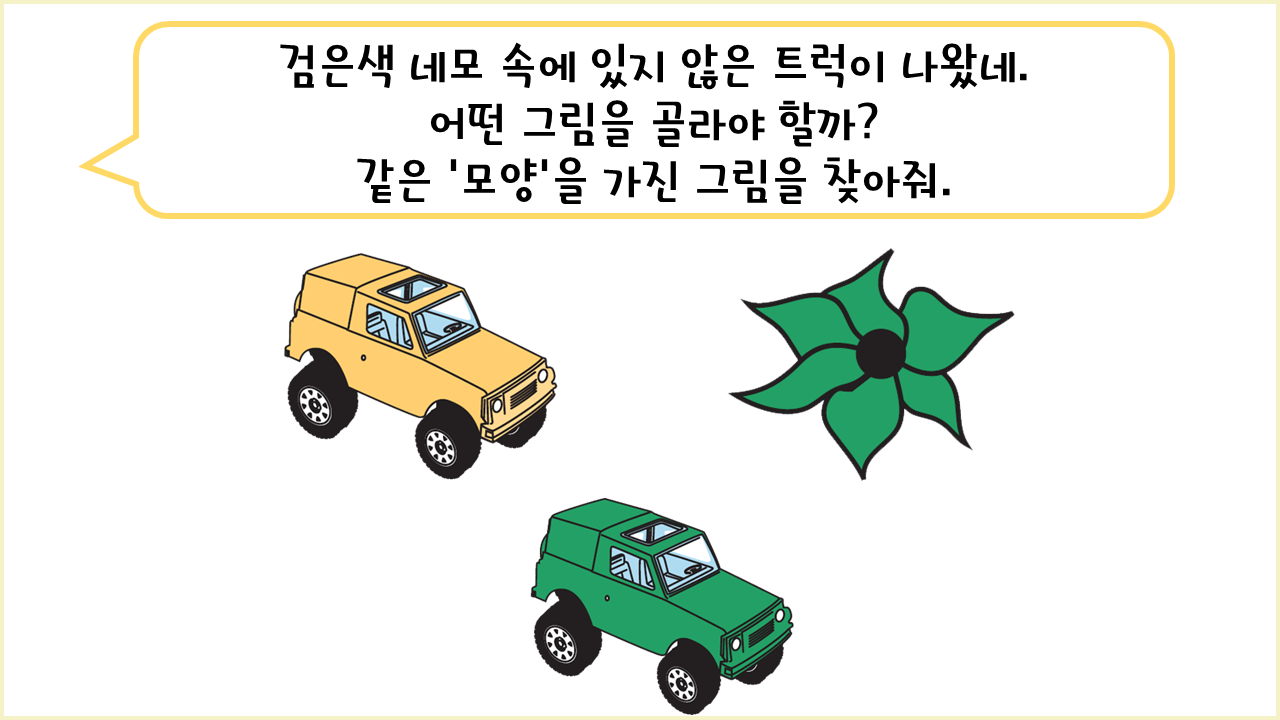 검은색 네모 속에 있지 않은 트럭이 나왔네.
어떤 그림을 골라야 할까?
같은 '모양'을 가진 그림을 찾아줘.